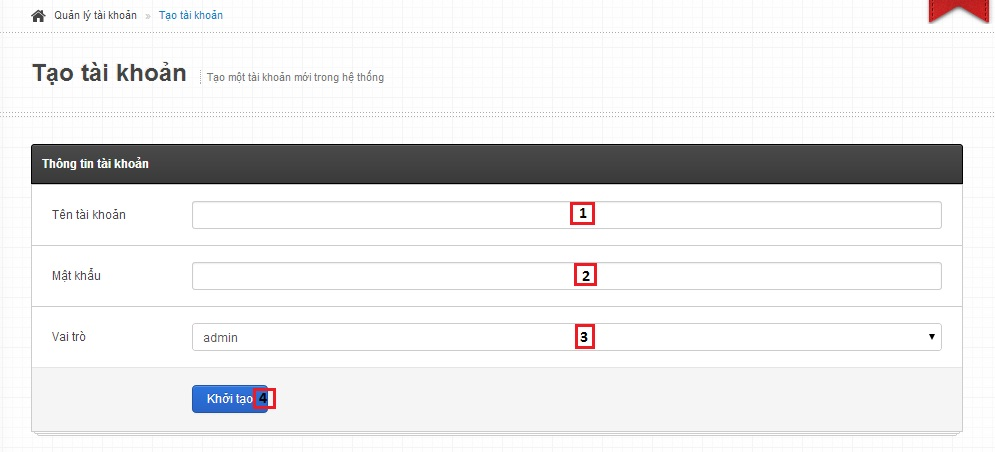 Quản lý tài khoản » Tạo tài khoản
Tạo tài khoản Tạo một tài khoản mới trong hệ thống
Thông tin tài khoản
Tên tài khoản 1
Mật khẩu 2
Vai trò admin 3
Khởi tạo 4